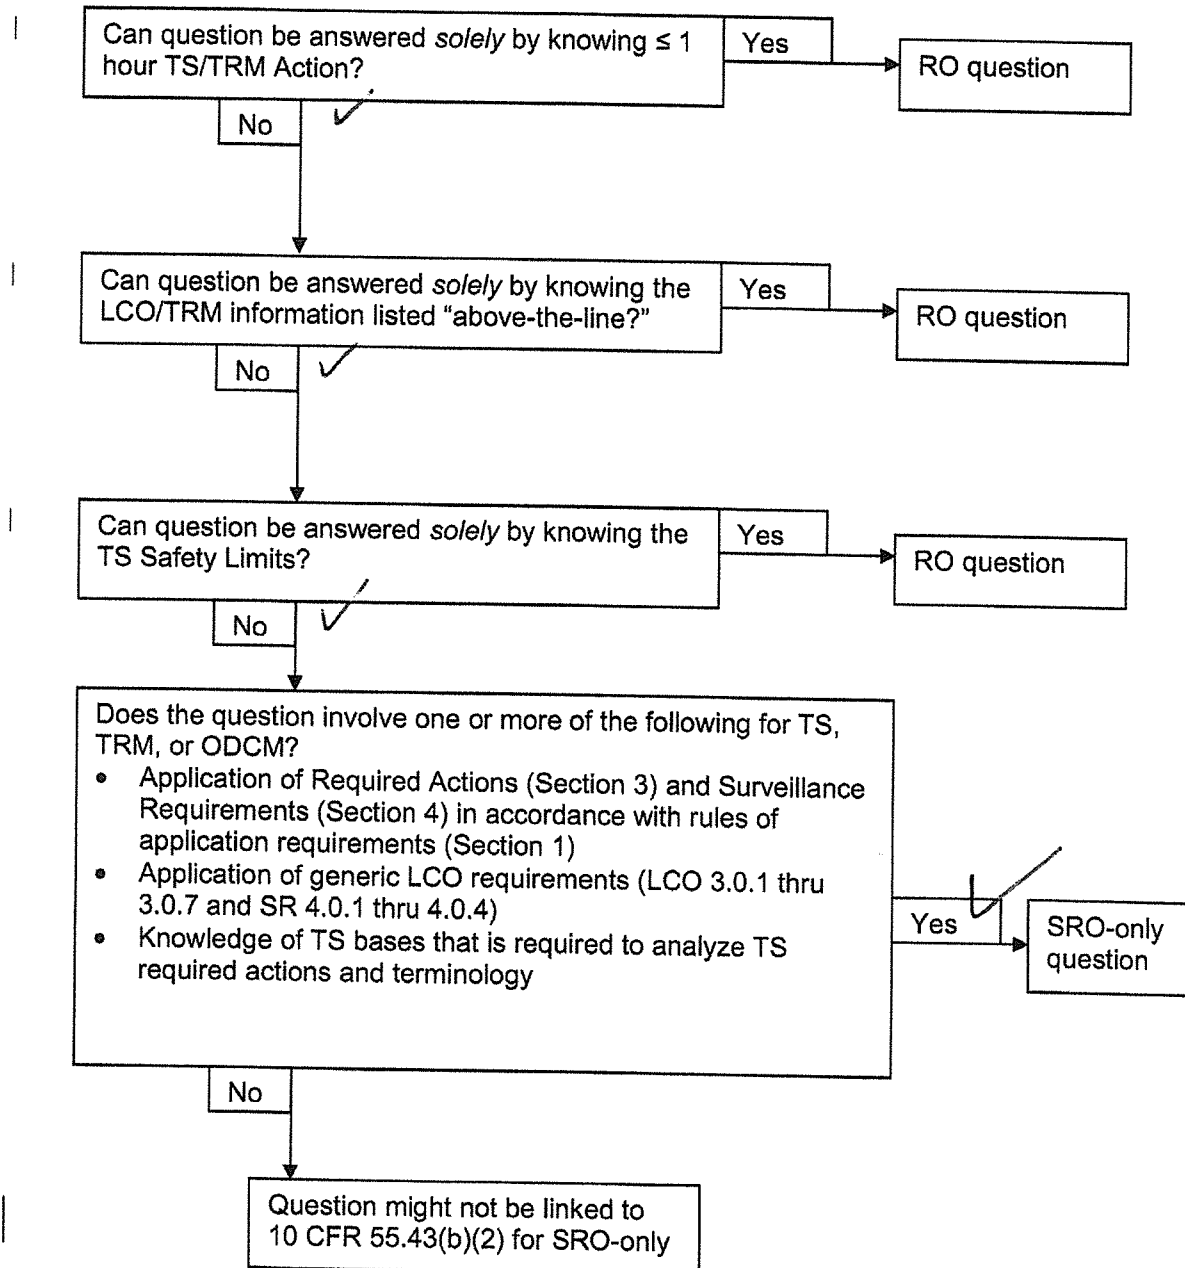 Can question be answered solely by knowing ≤ 1
hour TS/TRM Action?
Yes
RO question
No
Can question be answered solely by knowing the
LCO/TRM information listed "above-the-line?"
Yes
RO question
No
Can question be answered solely by knowing the
TS Safety Limits?
Yes
RO question
No
Does the question involve one or more of the following for TS,
TRM, or ODCM?
• Application of Required Actions (Section 3) and Surveillance
Requirements (Section 4) in accordance with rules of
application requirements (Section 1)
• Application of generic LCO requirements (LCO 3.0.1 thru
3.0.7 and SR 4.0.1 thru 4.0.4)
• Knowledge of TS bases that is required to analyze TS
required actions and terminology
Yes
SRO-only
question
No
Question might not be linked to
10 CFR 55.43(b)(2) for SRO-only